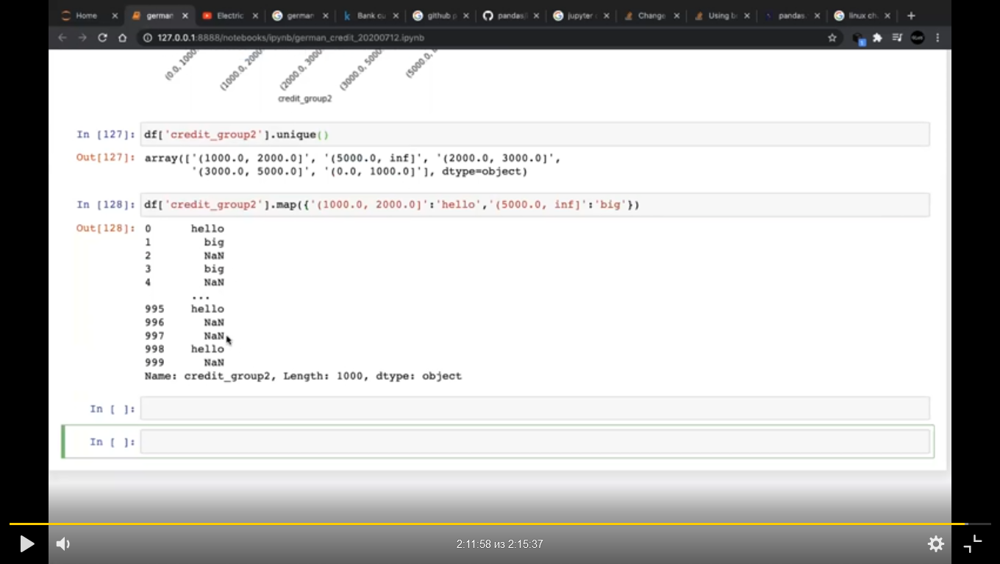 Home
german
Electric
german
Bank cu
github p
pandas/
jupyter
Change
Using b
pandas.
linux ch
127.0.0.1:8888/notebooks/ipynb/german_credit_20200712.ipynb
(0.0, 1000.
(1000.0, 2000
(2000.0, 3000
(3000.0, 5000
(5000.0,
credit_group2
In [127]: df['credit_group2'].unique()
Out[127]: array(['(1000.0, 2000.0]', '(5000.0, inf]', '(2000.0, 3000.0]',
'(3000.0, 5000.0]', '(0.0, 1000.0]'], dtype=object)
In [128]: df['credit_group2'].map({'(1000.0, 2000.0]':'hello','(5000.0, inf]':'big'})
Out[128]: 0 hello
1 big
2 NaN
3 big
4 NaN
...
995 hello
996 NaN
997 NaN
998 hello
999 NaN
Name: credit_group2, Length: 1000, dtype: object
In [ ]:
In [ ]:
2:11:58 из 2:15:37